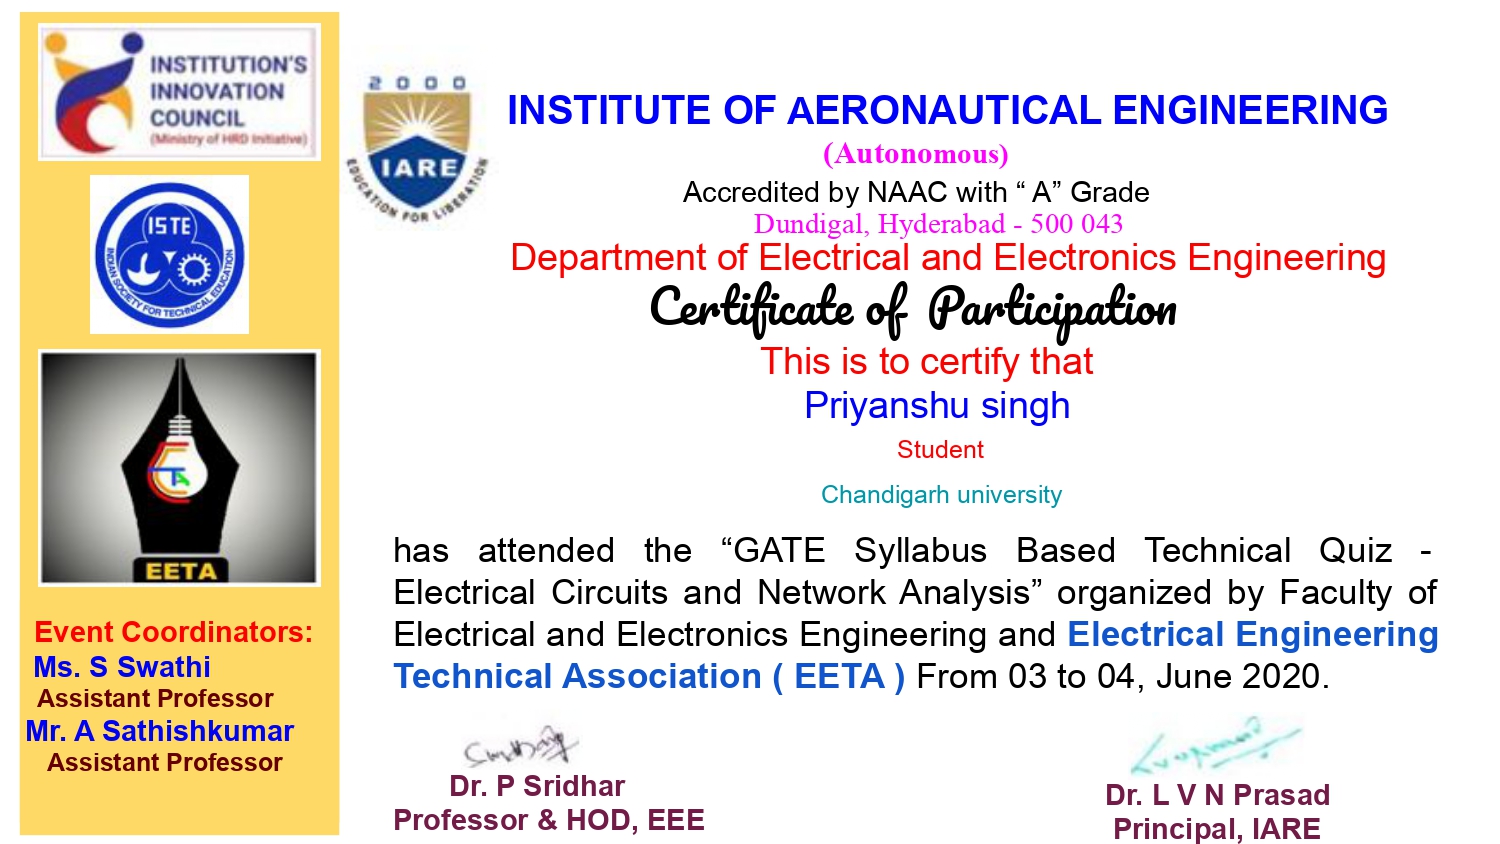 INSTITUTION'S
INNOVATION
COUNCIL
(Ministry of HRD Initiative)
ISTE
INDIAN SOCIETY FOR TECHNICAL EDUCATION
EETA
Event Coordinators:
Ms. S Swathi
Assistant Professor
Mr. A Sathishkumar
Assistant Professor
2000
IARE
EDUCATION FOR LIBERATION
INSTITUTE OF AERONAUTICAL ENGINEERING
(Autonomous)
Accredited by NAAC with “ A” Grade
Dundigal, Hyderabad - 500 043
Department of Electrical and Electronics Engineering
Certificate of Participation
This is to certify that
Priyanshu singh
Student
Chandigarh university
has attended the “GATE Syllabus Based Technical Quiz -
Electrical Circuits and Network Analysis” organized by Faculty of
Electrical and Electronics Engineering and Electrical Engineering
Technical Association ( EETA ) From 03 to 04, June 2020.
Dr. P Sridhar
Professor & HOD, EEE
Dr. L V N Prasad
Principal, IARE